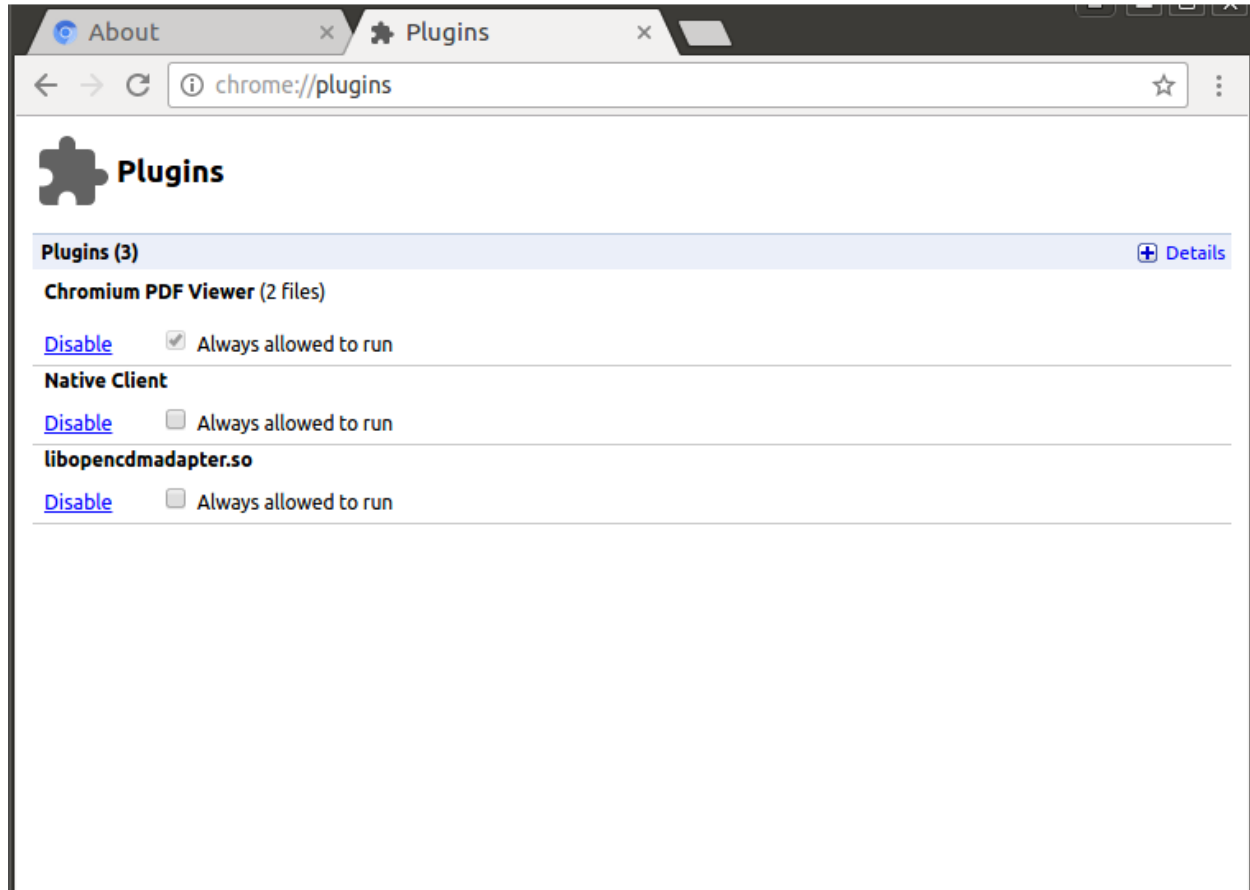 About
Plugins
chrome://plugins
Plugins
Plugins (3)
Details
Chromium PDF Viewer (2 files)
Disable Always allowed to run
Native Client
Disable Always allowed to run
libopencdmadapter.so
Disable Always allowed to run